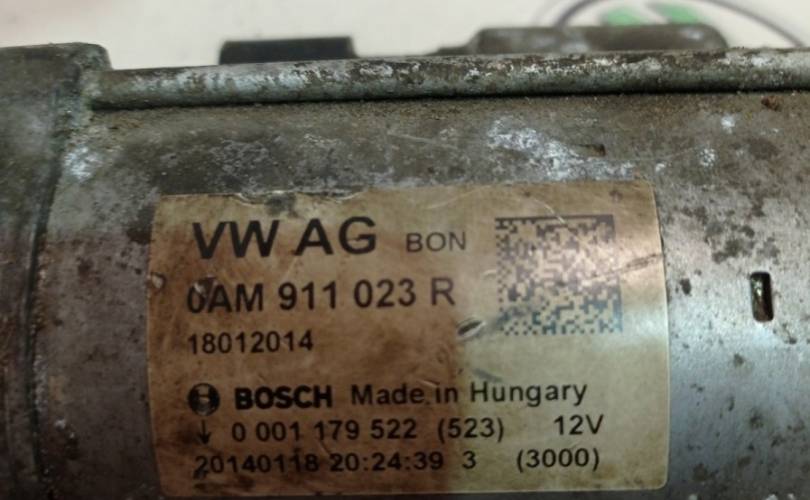 VW AG BON
0AM 911 023 R
18012014
BOSCH Made in Hungary
↓ 0 001 179 522 (523) 12V
20140118 20:24:39 3 (3000)